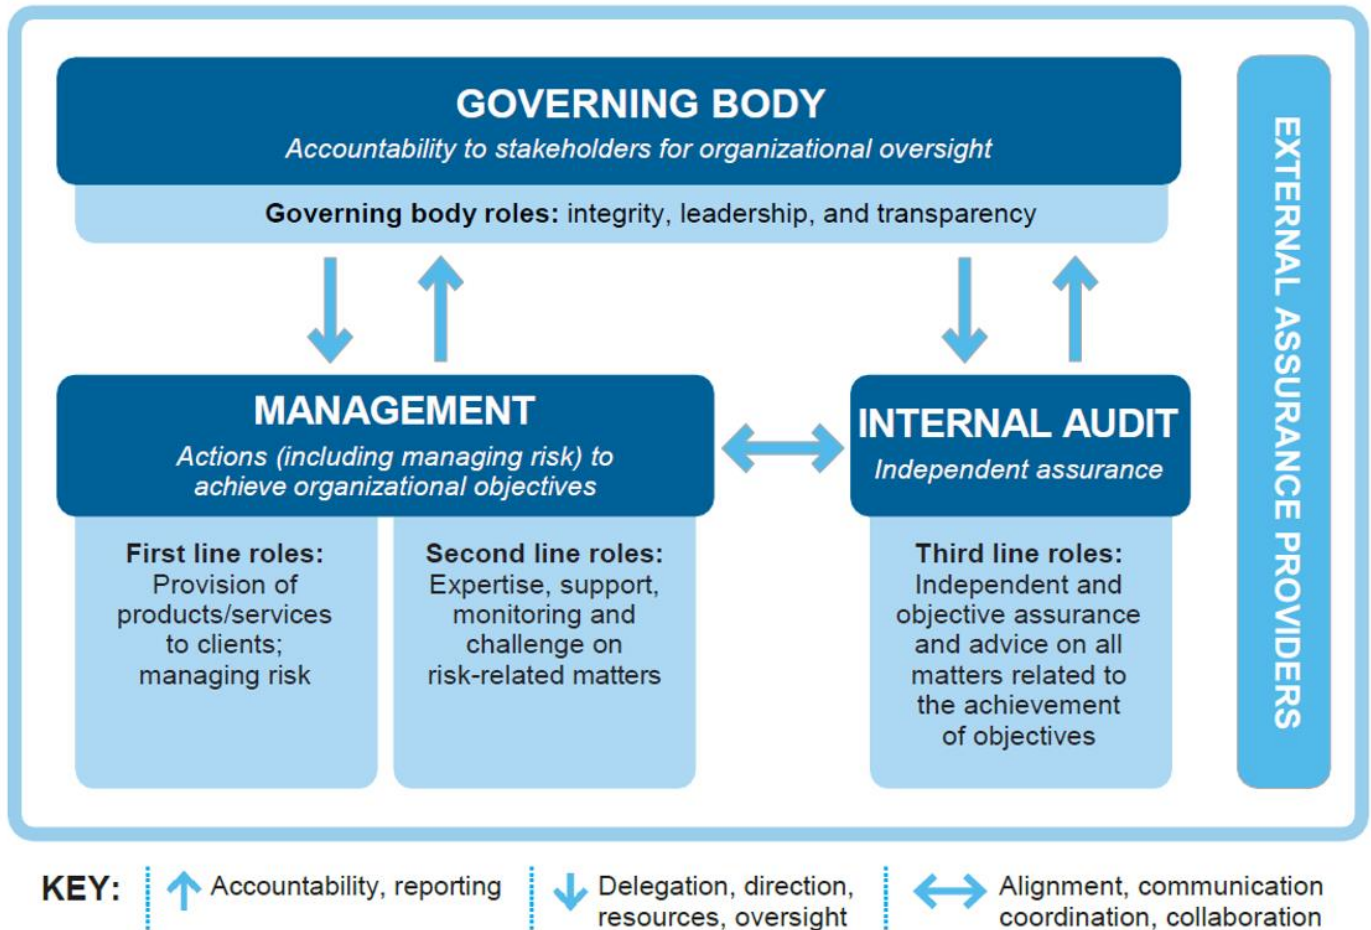 GOVERNING BODY
Accountability to stakeholders for organizational oversight
Governing body roles: integrity, leadership, and transparency
MANAGEMENT
Actions (including managing risk) to
achieve organizational objectives
First line roles:
Provision of
products/services
to clients;
managing risk
Second line roles:
Expertise, support,
monitoring and
challenge on
risk-related matters
INTERNAL AUDIT
Independent assurance
Third line roles:
Independent and
objective assurance
and advice on all
matters related to
the achievement
of objectives
EXTERNAL ASSURANCE PROVIDERS
KEY:
Accountability, reporting
Delegation, direction,
resources, oversight
Alignment, communication
coordination, collaboration